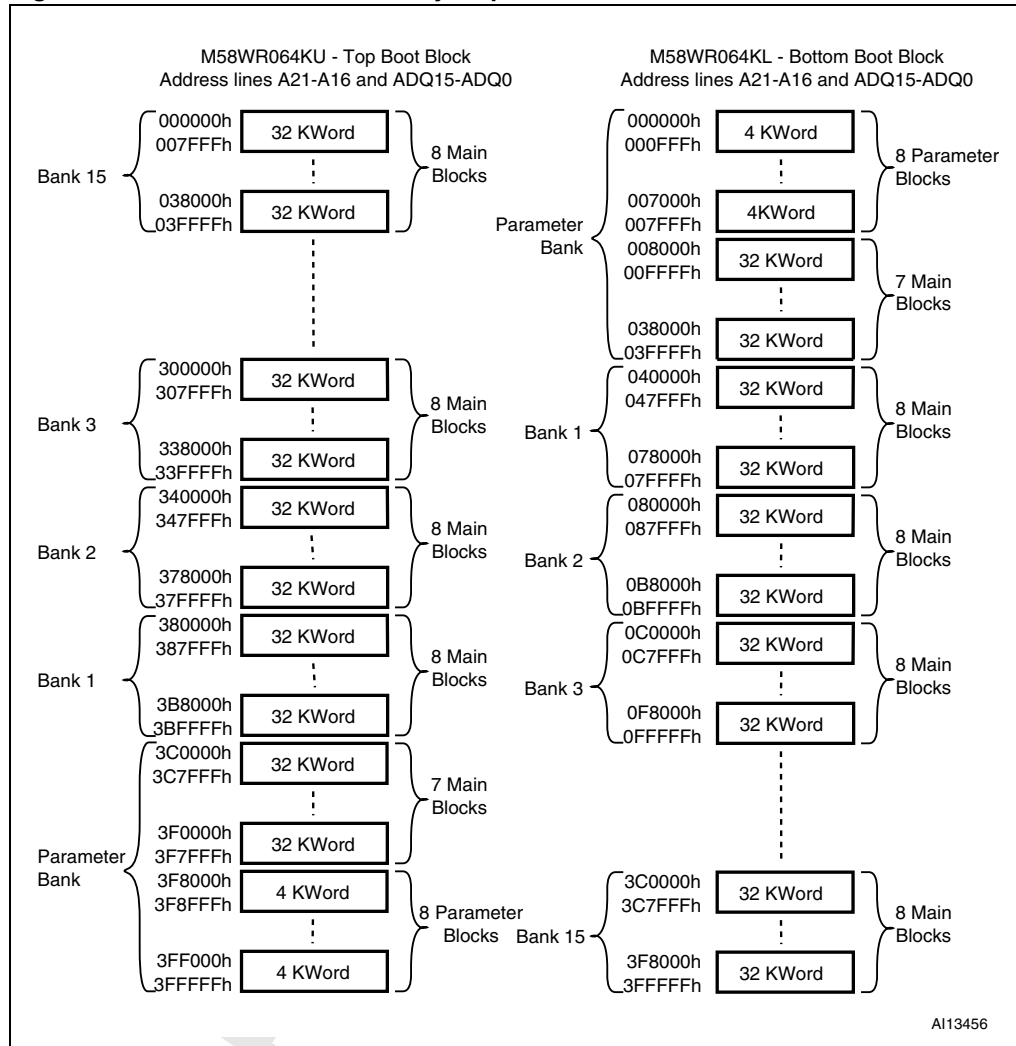 M58WR064KU - Top Boot Block
Address lines A21-A16 and ADQ15-ADQ0
000000h
007FFFh
32 KWord
Bank 15
8 Main
Blocks
038000h
03FFFFh
32 KWord
300000h
307FFFh
32 KWord
Bank 3
8 Main
Blocks
338000h
33FFFFh
32 KWord
340000h
347FFFh
32 KWord
Bank 2
8 Main
Blocks
378000h
37FFFFh
32 KWord
380000h
387FFFh
32 KWord
Bank 1
8 Main
Blocks
3B8000h
3BFFFFh
32 KWord
3C0000h
3C7FFFh
32 KWord
7 Main
Blocks
3F0000h
3F7FFFh
32 KWord
Parameter
Bank
3F8000h
3F8FFFh
4 KWord
8 Parameter
Blocks
3FF000h
3FFFFFh
4 KWord
M58WR064KL - Bottom Boot Block
Address lines A21-A16 and ADQ15-ADQ0
000000h
000FFFh
4 KWord
8 Parameter
Blocks
007000h
007FFFh
4KWord
Parameter
Bank
008000h
00FFFFh
32 KWord
7 Main
Blocks
038000h
03FFFFh
32 KWord
040000h
047FFFh
32 KWord
Bank 1
8 Main
Blocks
078000h
07FFFFh
32 KWord
080000h
087FFFh
32 KWord
Bank 2
8 Main
Blocks
0B8000h
0BFFFFh
32 KWord
0C0000h
0C7FFFh
32 KWord
Bank 3
8 Main
Blocks
0F8000h
0FFFFFh
32 KWord
3C0000h
3C7FFFh
32 KWord
Bank 15
8 Main
Blocks
3F8000h
3FFFFFh
32 KWord
AI13456